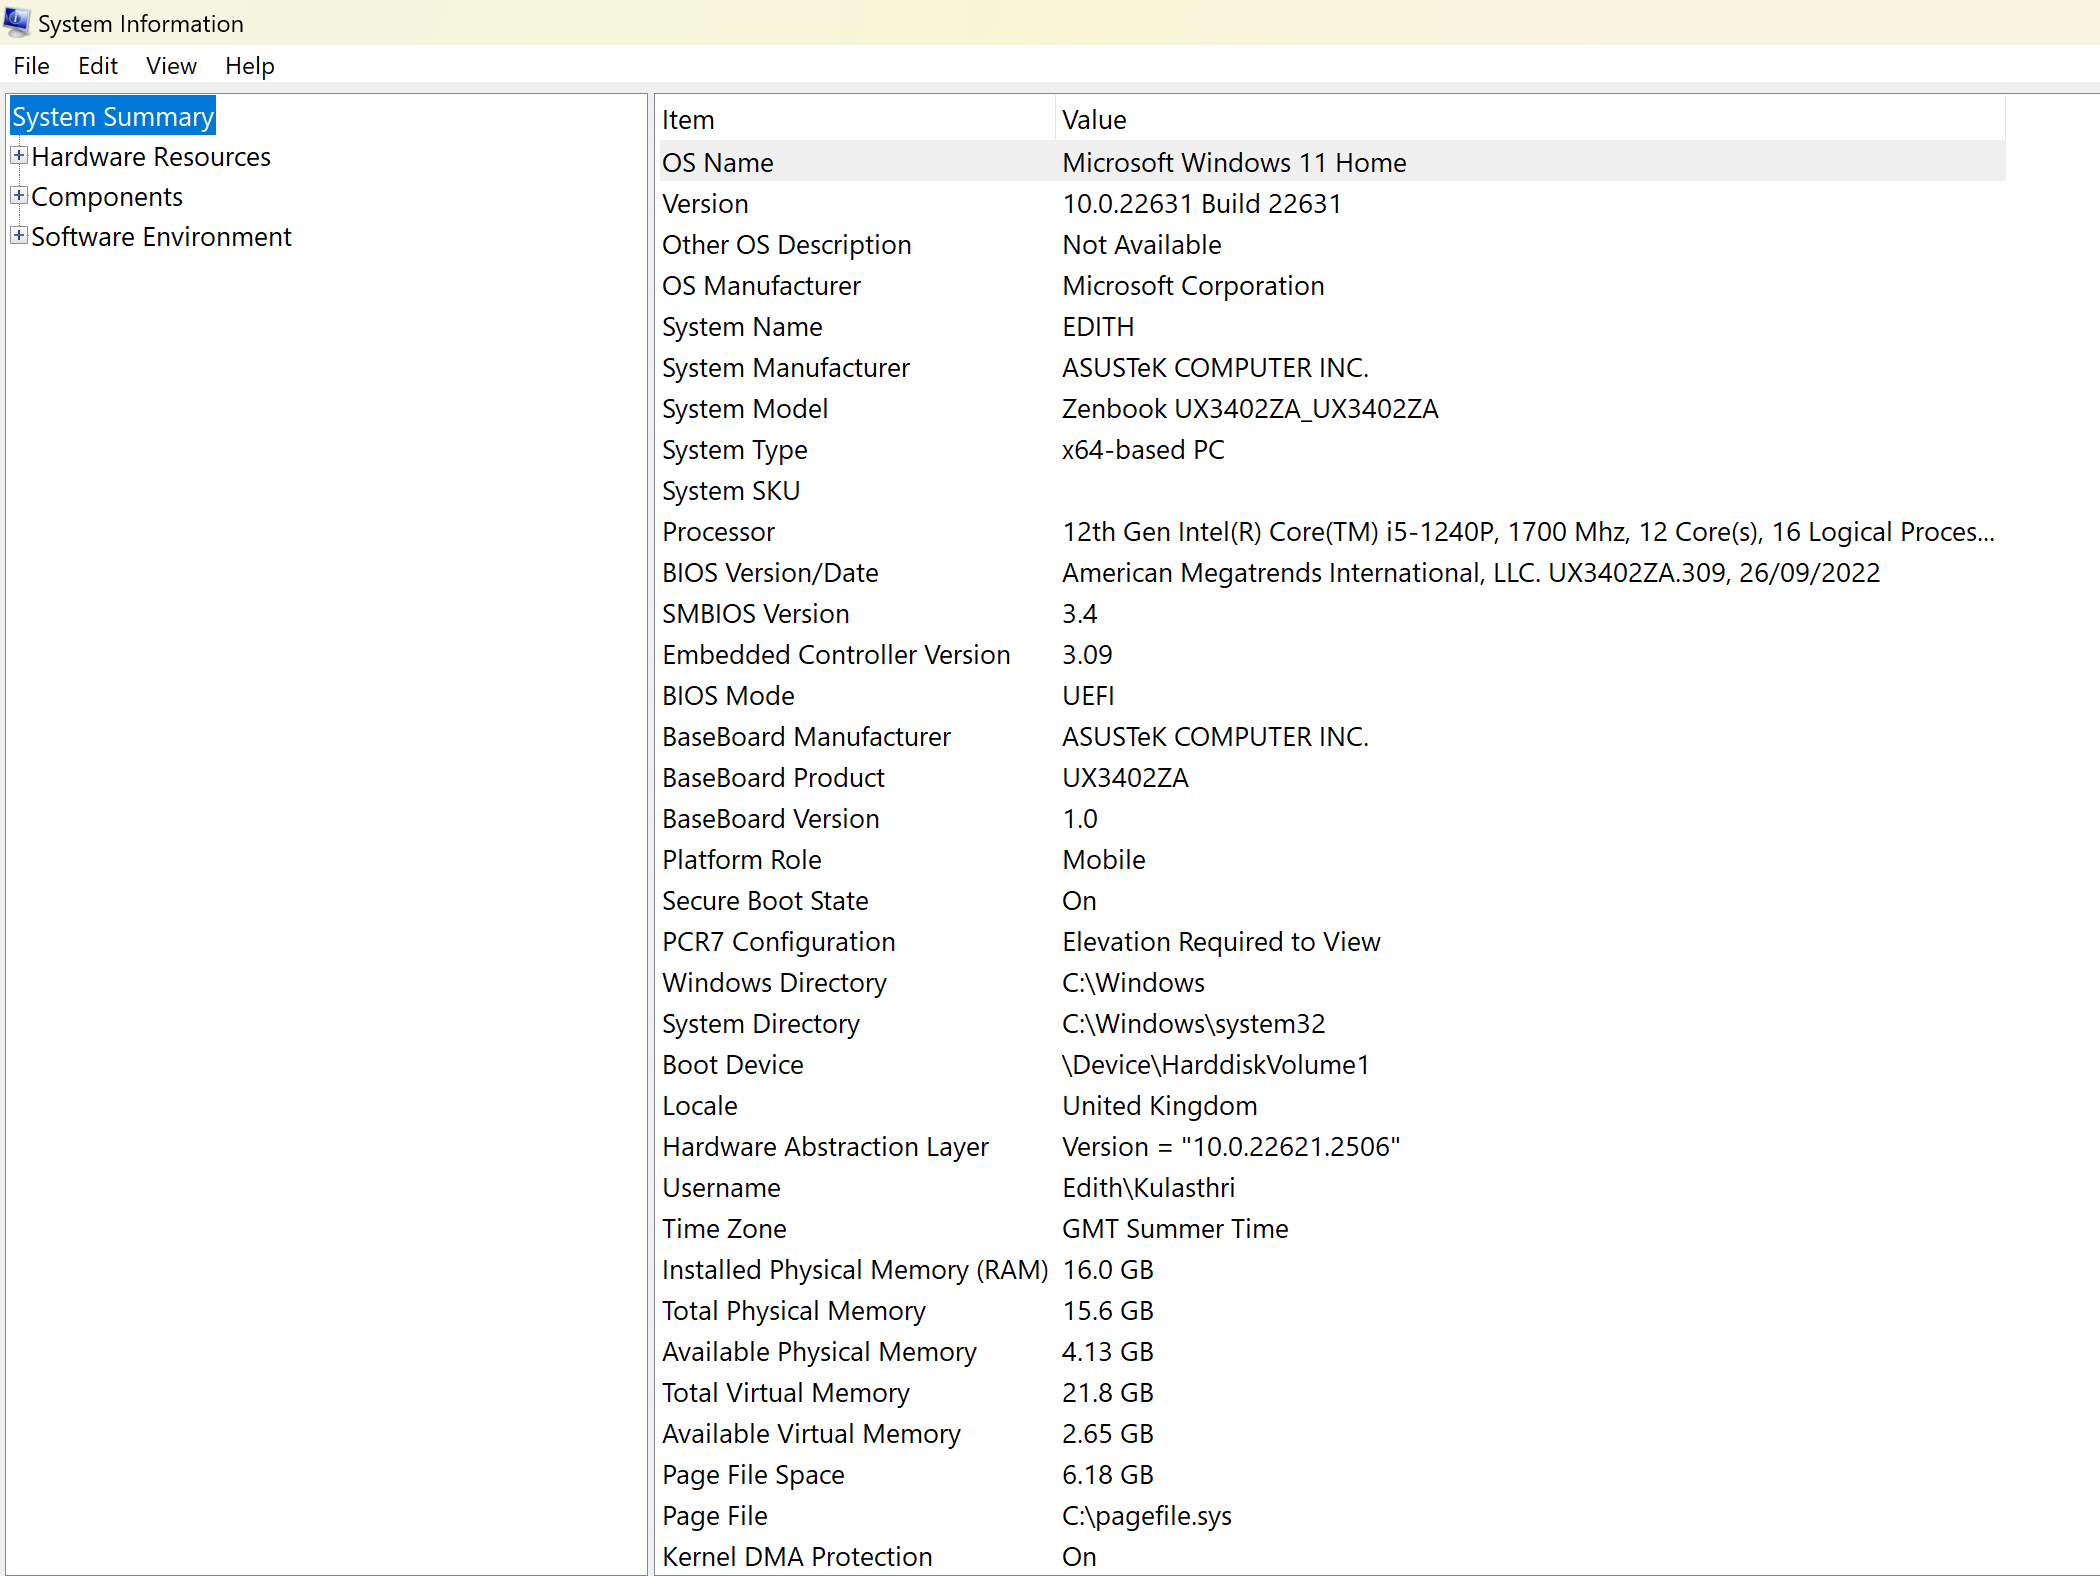 System Information
File Edit View Help
System Summary
Hardware Resources
Components
Software Environment
Item Value
OS Name Microsoft Windows 11 Home
Version 10.0.22631 Build 22631
Other OS Description Not Available
OS Manufacturer Microsoft Corporation
System Name EDITH
System Manufacturer ASUSTeK COMPUTER INC.
System Model Zenbook UX3402ZA_UX3402ZA
System Type x64-based PC
System SKU
Processor 12th Gen Intel(R) Core(TM) i5-1240P, 1700 Mhz, 12 Core(s), 16 Logical Proces...
BIOS Version/Date American Megatrends International, LLC. UX3402ZA.309, 26/09/2022
SMBIOS Version 3.4
Embedded Controller Version 3.09
BIOS Mode UEFI
BaseBoard Manufacturer ASUSTeK COMPUTER INC.
BaseBoard Product UX3402ZA
BaseBoard Version 1.0
Platform Role Mobile
Secure Boot State On
PCR7 Configuration Elevation Required to View
Windows Directory C:\Windows
System Directory C:\Windows\system32
Boot Device \Device\HarddiskVolume1
Locale United Kingdom
Hardware Abstraction Layer Version = "10.0.22621.2506"
Username Edith\Kulasthri
Time Zone GMT Summer Time
Installed Physical Memory (RAM) 16.0 GB
Total Physical Memory 15.6 GB
Available Physical Memory 4.13 GB
Total Virtual Memory 21.8 GB
Available Virtual Memory 2.65 GB
Page File Space 6.18 GB
Page File C:\pagefile.sys
Kernel DMA Protection On